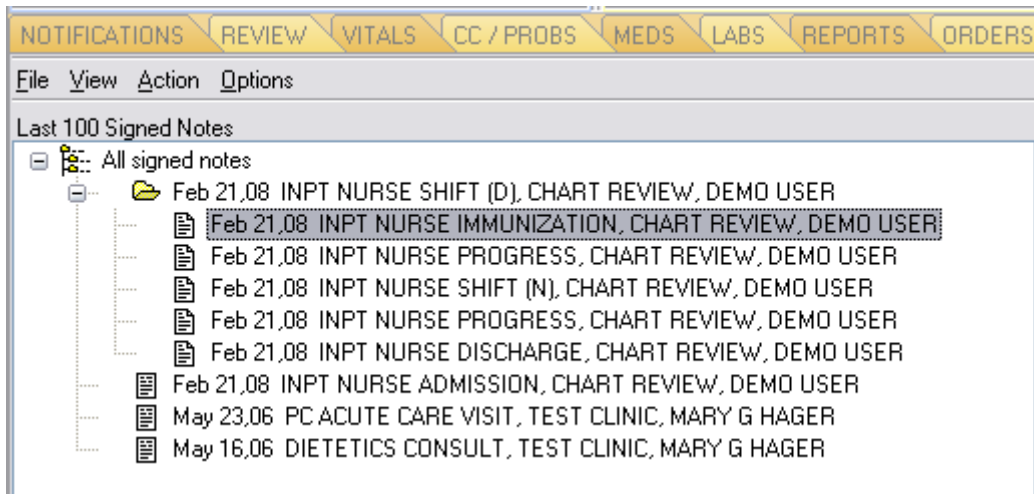 NOTIFICATIONS REVIEW VITALS CC / PROBS MEDS LABS REPORTS ORDERS
File View Action Options
Last 100 Signed Notes
All signed notes
Feb 21,08 INPT NURSE SHIFT (D), CHART REVIEW, DEMO USER
Feb 21,08 INPT NURSE IMMUNIZATION, CHART REVIEW, DEMO USER
Feb 21,08 INPT NURSE PROGRESS, CHART REVIEW, DEMO USER
Feb 21,08 INPT NURSE SHIFT (N), CHART REVIEW, DEMO USER
Feb 21,08 INPT NURSE PROGRESS, CHART REVIEW, DEMO USER
Feb 21,08 INPT NURSE DISCHARGE, CHART REVIEW, DEMO USER
Feb 21,08 INPT NURSE ADMISSION, CHART REVIEW, DEMO USER
May 23,06 PC ACUTE CARE VISIT, TEST CLINIC, MARY G HAGER
May 16,06 DIETETICS CONSULT, TEST CLINIC, MARY G HAGER